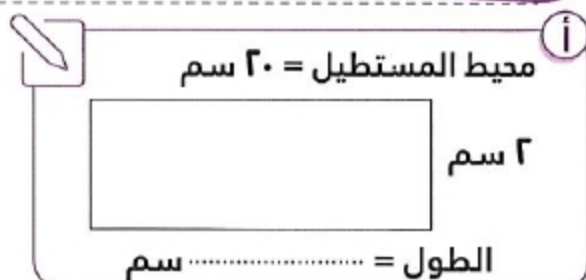 أ
محيط المستطيل = ٢٠ سم
٢ سم
الطول = ........................ سم